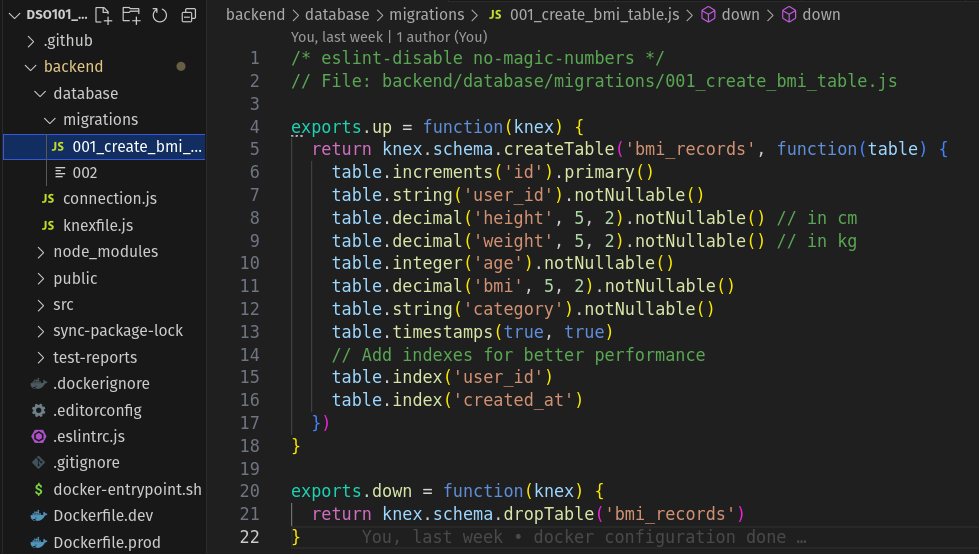 DSO101_...
.github
backend
database
migrations
JS 001_create_bmi_...
002
JS connection.js
JS knexfile.js
node_modules
public
src
sync-package-lock
test-reports
.dockerignore
.editorconfig
.eslintrc.js
.gitignore
$ docker-entrypoint.sh
Dockerfile.dev
Dockerfile.prod
backend > database > migrations > JS 001_create_bmi_table.js > down > down
You, last week | 1 author (You)
1 /* eslint-disable no-magic-numbers */
2 // File: backend/database/migrations/001_create_bmi_table.js
3
4 exports.up = function(knex) {
5   return knex.schema.createTable('bmi_records', function(table) {
6     table.increments('id').primary()
7     table.string('user_id').notNullable()
8     table.decimal('height', 5, 2).notNullable() // in cm
9     table.decimal('weight', 5, 2).notNullable() // in kg
10     table.integer('age').notNullable()
11     table.decimal('bmi', 5, 2).notNullable()
12     table.string('category').notNullable()
13     table.timestamps(true, true)
14     // Add indexes for better performance
15     table.index('user_id')
16     table.index('created_at')
17   })
18 }
19
20 exports.down = function(knex) {
21   return knex.schema.dropTable('bmi_records')
22 }      You, last week • docker configuration done …